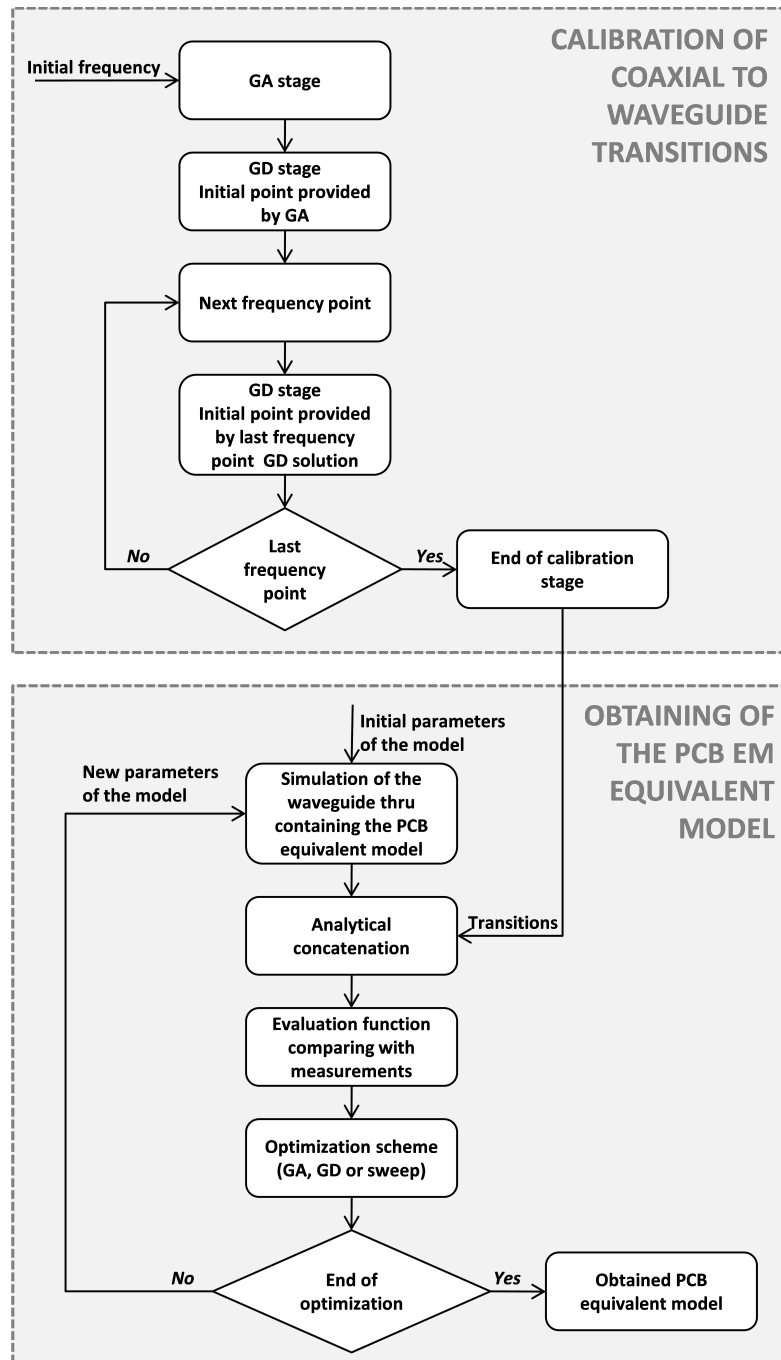 CALIBRATION OF
COAXIAL TO
WAVEGUIDE
TRANSITIONS
Initial frequency
GA stage
GD stage
Initial point provided
by GA
Next frequency point
GD stage
Initial point provided
by last frequency
point GD solution
Last
frequency
point
No
Yes
End of calibration
stage
OBTAINING OF
THE PCB EM
EQUIVALENT
MODEL
Initial parameters
of the model
New parameters
of the model
Simulation of the
waveguide thru
containing the PCB
equivalent model
Analytical
concatenation
Transitions
Evaluation function
comparing with
measurements
Optimization scheme
(GA, GD or sweep)
End of
optimization
No
Yes
Obtained PCB
equivalent model